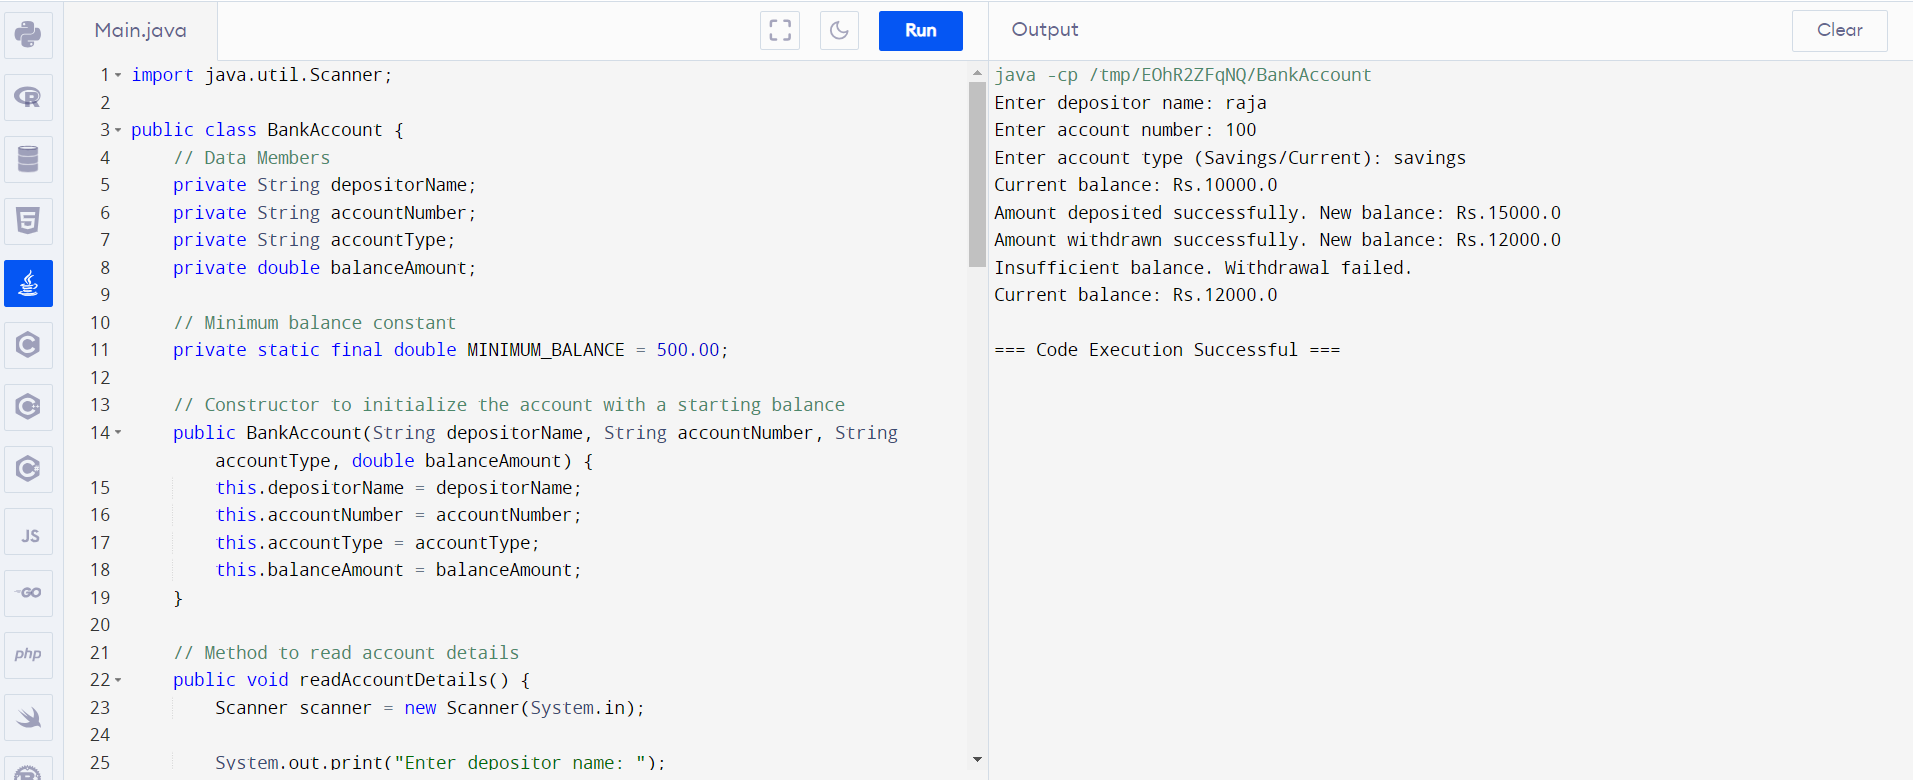 Main.java
Run
Output
Clear
1 import java.util.Scanner;
2
3 public class BankAccount {
4 // Data Members
5 private String depositorName;
6 private String accountNumber;
7 private String accountType;
8 private double balanceAmount;
9
10 // Minimum balance constant
11 private static final double MINIMUM_BALANCE = 500.00;
12
13 // Constructor to initialize the account with a starting balance
14 public BankAccount(String depositorName, String accountNumber, String
accountType, double balanceAmount) {
15 this.depositorName = depositorName;
16 this.accountNumber = accountNumber;
17 this.accountType = accountType;
18 this.balanceAmount = balanceAmount;
19 }
20
21 // Method to read account details
22 public void readAccountDetails() {
23 Scanner scanner = new Scanner(System.in);
24
25 System.out.print("Enter depositor name: ");
java -cp /tmp/EOhR2ZFqNQ/BankAccount
Enter depositor name: raja
Enter account number: 100
Enter account type (Savings/Current): savings
Current balance: Rs.10000.0
Amount deposited successfully. New balance: Rs.15000.0
Amount withdrawn successfully. New balance: Rs.12000.0
Insufficient balance. Withdrawal failed.
Current balance: Rs.12000.0
=== Code Execution Successful ===
R
5
C
C+
C#
JS
GO
php
R